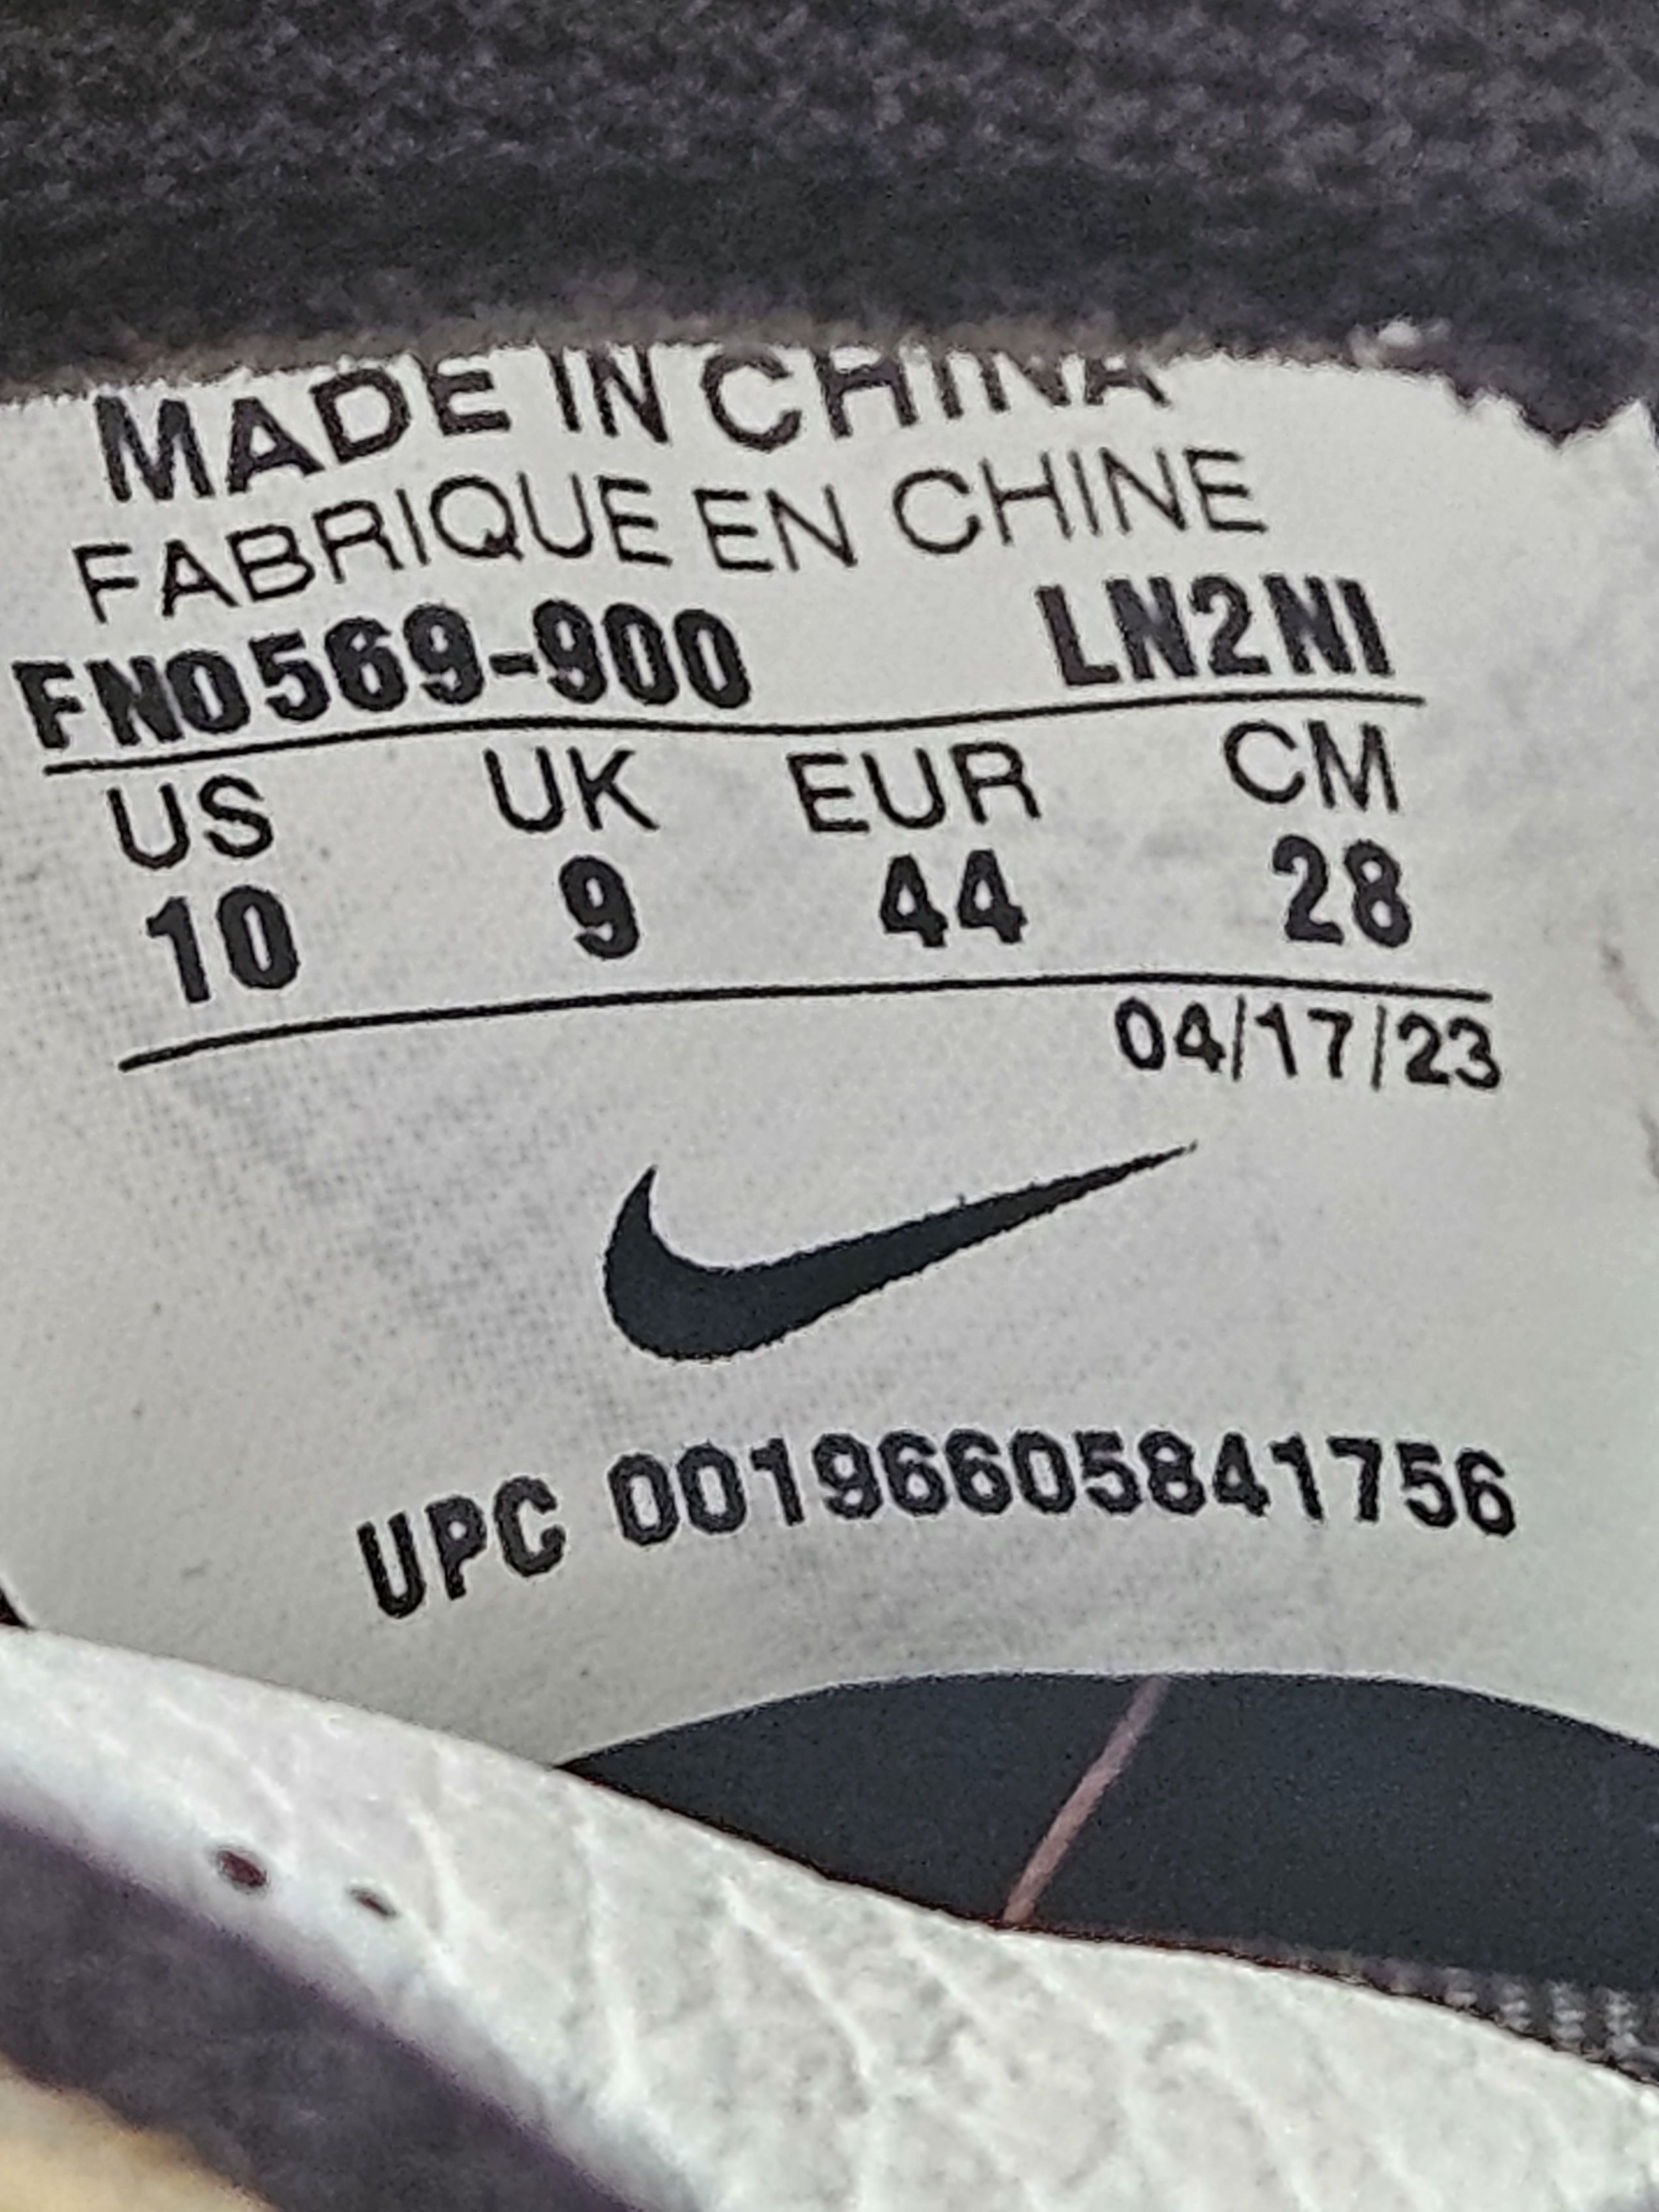 MADE IN CHINA
FABRIQUE EN CHINE
FN0569-900 LN2NI
US UK EUR CM
10 9 44 28
04/17/23
UPC 00196605841756